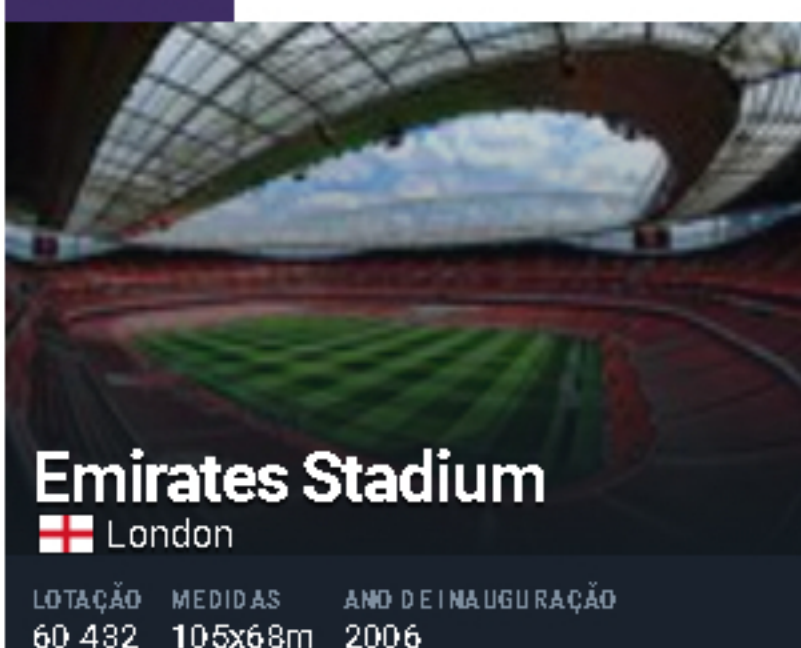 Emirates Stadium
London
LOTAÇÃO MEDIDAS ANO DE INAUGURAÇÃO
60 432 105x68m 2006